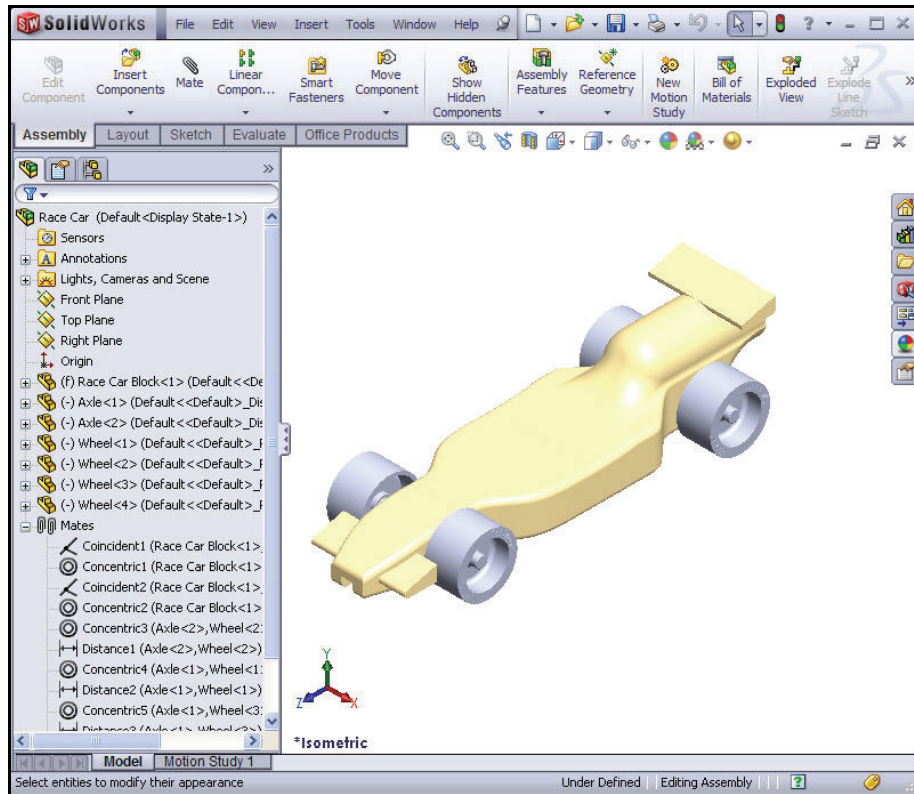 SolidWorks File Edit View Insert Tools Window Help
Edit Component
Insert Components
Mate
Linear Compon...
Smart Fasteners
Move Component
Show Hidden Components
Assembly Features
Reference Geometry
New Motion Study
Bill of Materials
Exploded View
Explode Line Sketch
Assembly Layout Sketch Evaluate Office Products
Race Car (Default<Display State-1>)
Sensors
Annotations
Lights, Cameras and Scene
Front Plane
Top Plane
Right Plane
Origin
(f) Race Car Block<1> (Default<<De
(-) Axle<1> (Default<<Default>_Dis
(-) Axle<2> (Default<<Default>_Dis
(-) Wheel<1> (Default<<Default>_F
(-) Wheel<2> (Default<<Default>_F
(-) Wheel<3> (Default<<Default>_F
(-) Wheel<4> (Default<<Default>_F
Mates
Coincident1 (Race Car Block<1>
Concentric1 (Race Car Block<1>
Coincident2 (Race Car Block<1>
Concentric2 (Race Car Block<1>
Concentric3 (Axle<2>,Wheel<2
Distance1 (Axle<2>,Wheel<2>)
Concentric4 (Axle<1>,Wheel<1
Distance2 (Axle<1>,Wheel<1>)
Concentric5 (Axle<1>,Wheel<3
Y
Z
X
*Isometric
Model Motion Study 1
Select entities to modify their appearance Under Defined Editing Assembly